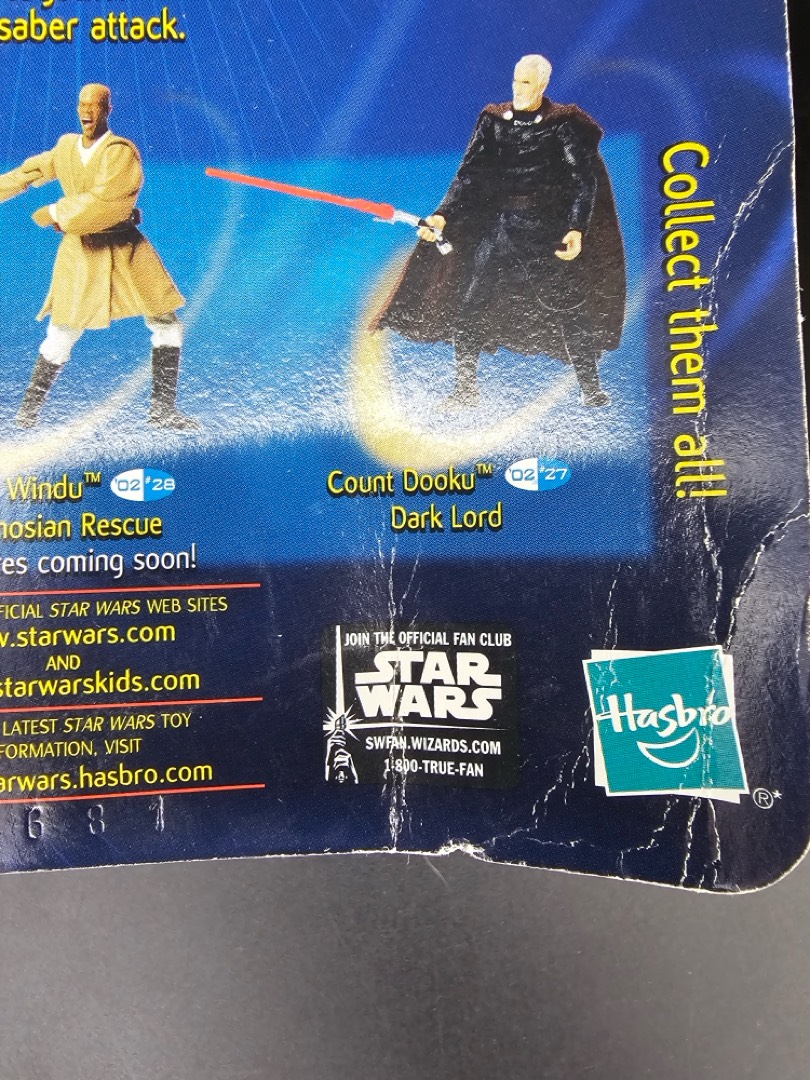 saber attack.
Collect them all!
Windu™ '02 #28
nosian Rescue
es coming soon!
Count Dooku™ '02 #27
Dark Lord
FICIAL STAR WARS WEB SITES
w.starwars.com
AND
starwarskids.com
LATEST STAR WARS TOY
FORMATION, VISIT
arwars.hasbro.com
6 8 1
JOIN THE OFFICIAL FAN CLUB
STAR
WARS
SWFAN.WIZARDS.COM
1-800-TRUE-FAN
Hasbro
®*